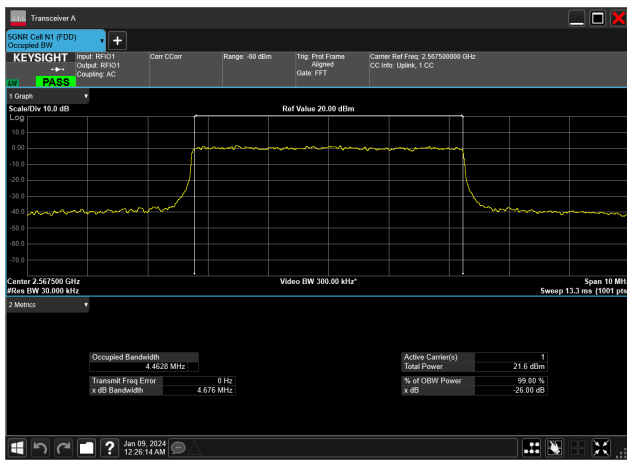 Transceiver A
5GNR Cell N1 (FDD)
Occupied BW
KEYSIGHT
LXI
PASS
Input: RFIO1
Output: RFIO1
Coupling: AC
Corr CCorr
Range: -60 dBm
Trig: Prot Frame
Aligned
Gate: FFT
Carrier Ref Freq: 2.567500000 GHz
CC Info: Uplink, 1 CC
1 Graph
Scale/Div 10.0 dB
Ref Value 20.00 dBm
Log
10.0
0.00
-10.0
-20.0
-30.0
-40.0
-50.0
-60.0
-70.0
Center 2.567500 GHz
Video BW 300.00 kHz*
Span 10 MHz
#Res BW 30.000 kHz
Sweep 13.3 ms (1001 pts
2 Metrics
Occupied Bandwidth
4.4628 MHz
Transmit Freq Error 0 Hz
x dB Bandwidth 4.676 MHz
Active Carrier(s) 1
Total Power 21.6 dBm
% of OBW Power 99.00 %
x dB -26.00 dB
Jan 09, 2024
12:26:14 AM